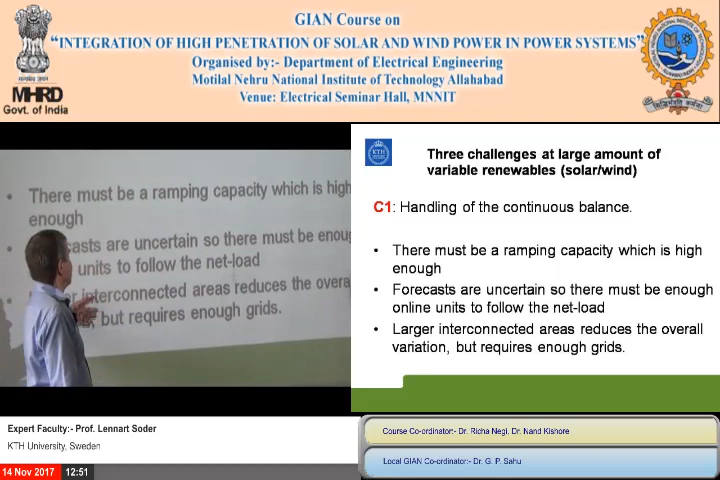 GIAN Course on
“INTEGRATION OF HIGH PENETRATION OF SOLAR AND WIND POWER IN POWER SYSTEMS”
Organised by:- Department of Electrical Engineering
Motilal Nehru National Institute of Technology Allahabad
Venue: Electrical Seminar Hall, MNNIT
MHRD
Govt. of India
• There must be a ramping capacity which is high
enough
casts are uncertain so there must be enoug
units to follow the net-load
interconnected areas reduces the overa
but requires enough grids.
KTH
Three challenges at large amount of
variable renewables (solar/wind)
C1: Handling of the continuous balance.
• There must be a ramping capacity which is high
enough
• Forecasts are uncertain so there must be enough
online units to follow the net-load
• Larger interconnected areas reduces the overall
variation, but requires enough grids.
Expert Faculty:- Prof. Lennart Soder
KTH University, Sweden
14 Nov 2017 12:51
Course Co-ordinator:- Dr. Richa Negi, Dr. Nand Kishore
Local GIAN Co-ordinator:- Dr. G. P. Sahu